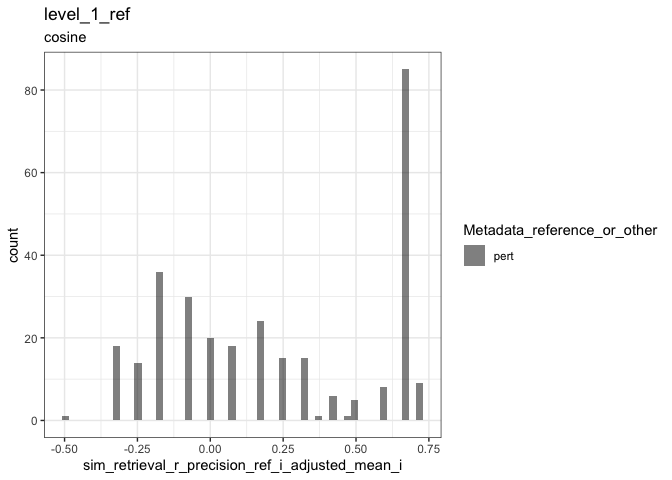 level_1_ref
cosine
80
60
40
20
0
count
-0.50
-0.25
0.00
0.25
0.50
0.75
sim_retrieval_r_precision_ref_i_adjusted_mean_i
Metadata_reference_or_other
pert